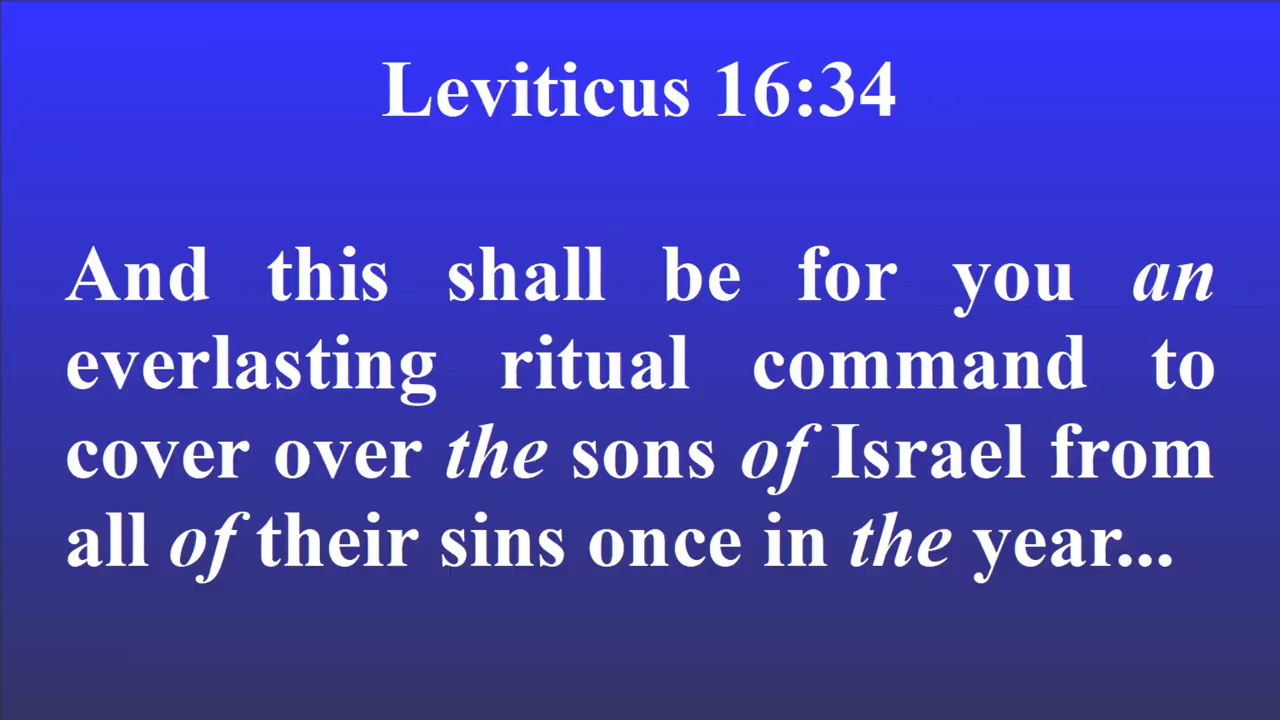 Leviticus 16:34
And this shall be for you an
everlasting ritual command to
cover over the sons of Israel from
all of their sins once in the year...